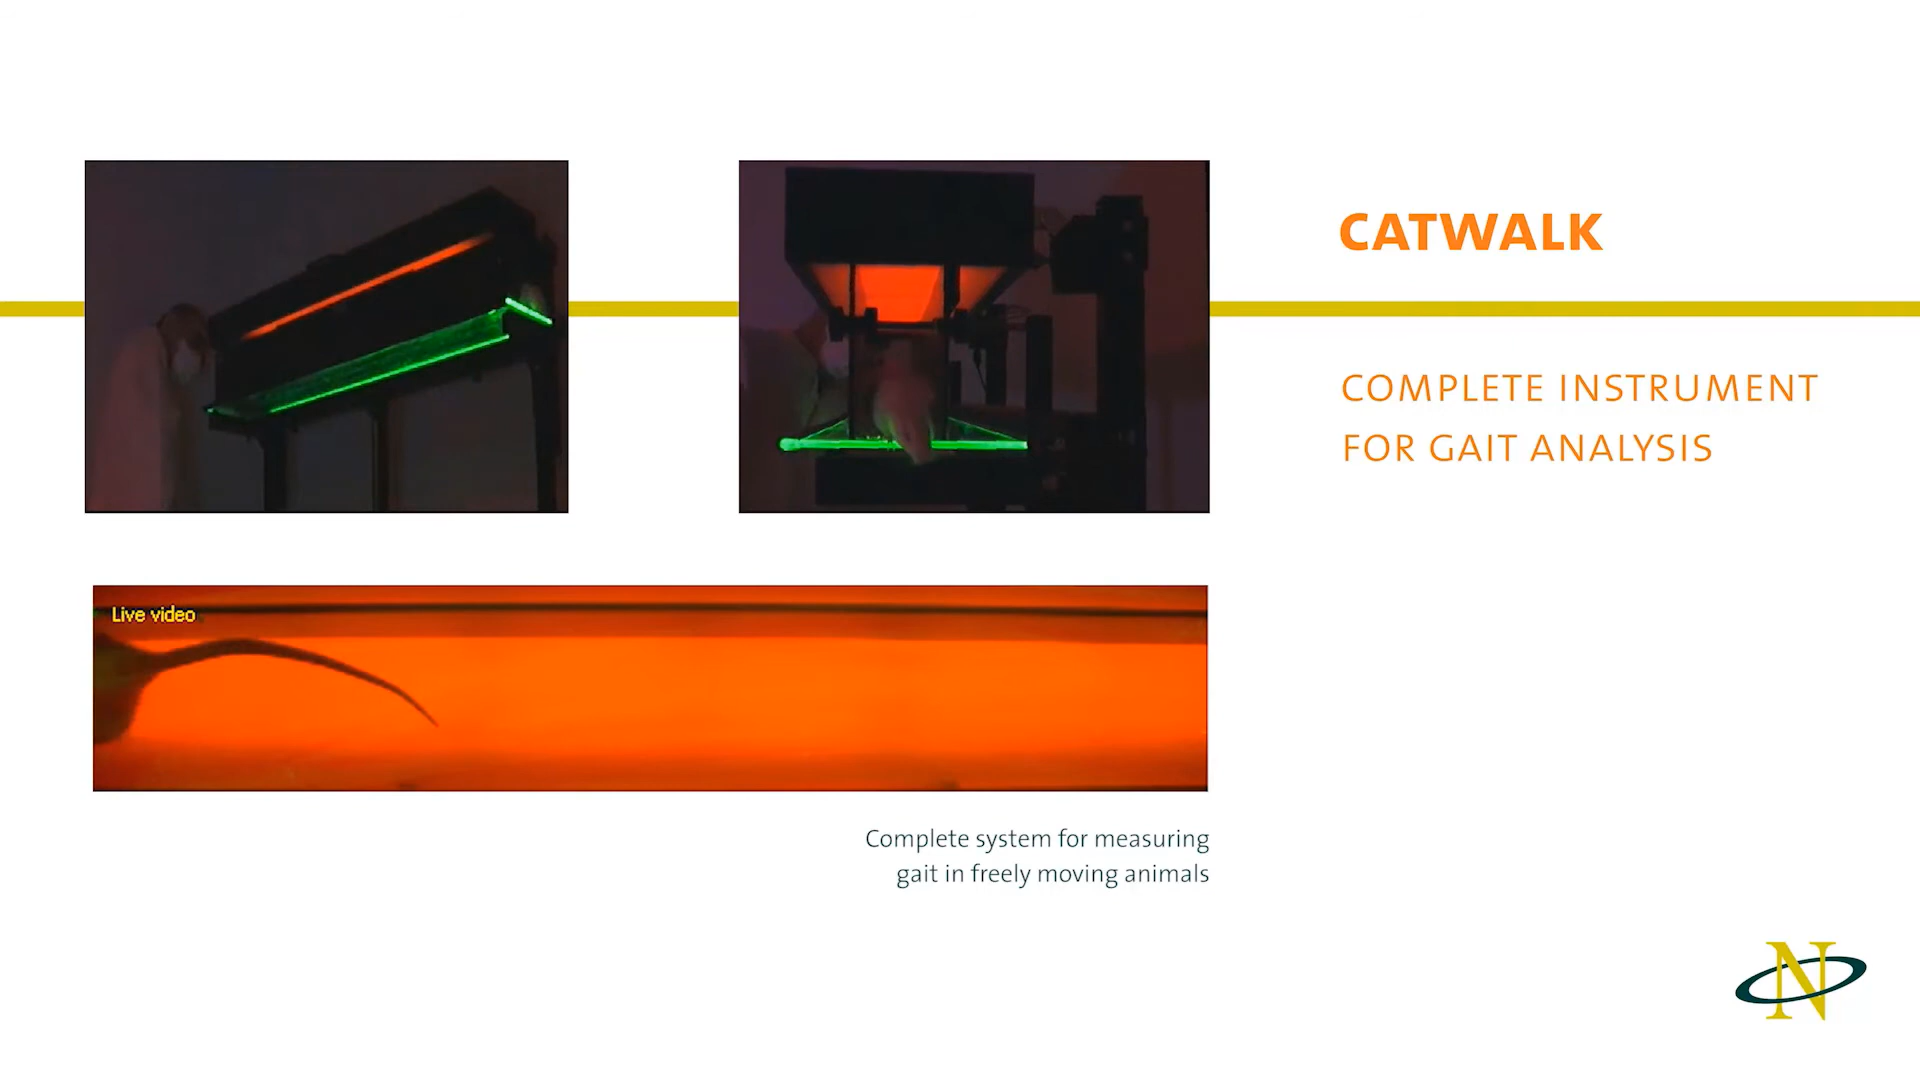 CATWALK
COMPLETE INSTRUMENT
FOR GAIT ANALYSIS
Live video
Complete system for measuring
gait in freely moving animals
N